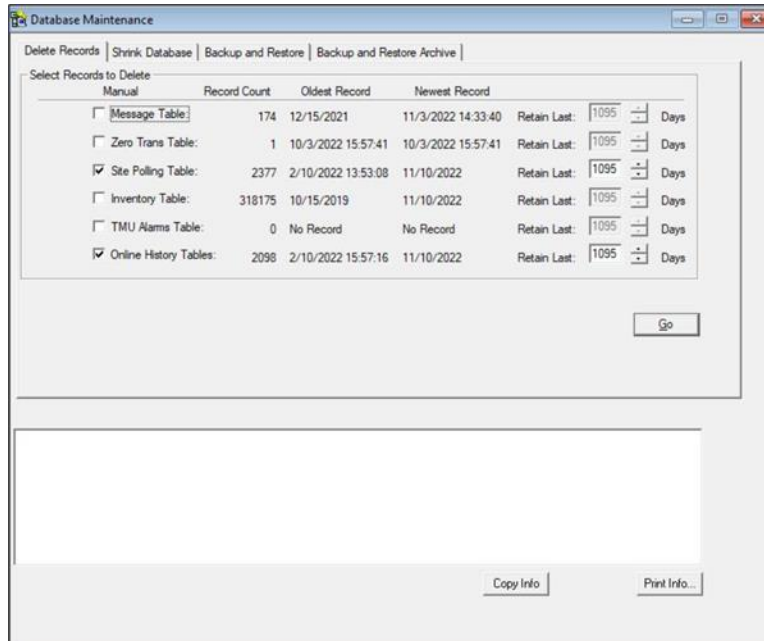 Database Maintenance
Delete Records Shrink Database Backup and Restore Backup and Restore Archive
Select Records to Delete
Manual Record Count Oldest Record Newest Record
Message Table: 174 12/15/2021 11/3/2022 14:33:40 Retain Last: 1095 Days
Zero Trans Table: 1 10/3/2022 15:57:41 10/3/2022 15:57:41 Retain Last: 1095 Days
Site Polling Table: 2377 2/10/2022 13:53:08 11/10/2022 Retain Last: 1095 Days
Inventory Table: 318175 10/15/2019 11/10/2022 Retain Last: 1095 Days
TMU Alarms Table: 0 No Record No Record Retain Last: 1095 Days
Online History Tables: 2098 2/10/2022 15:57:16 11/10/2022 Retain Last: 1095 Days
Go
Copy Info Print Info...